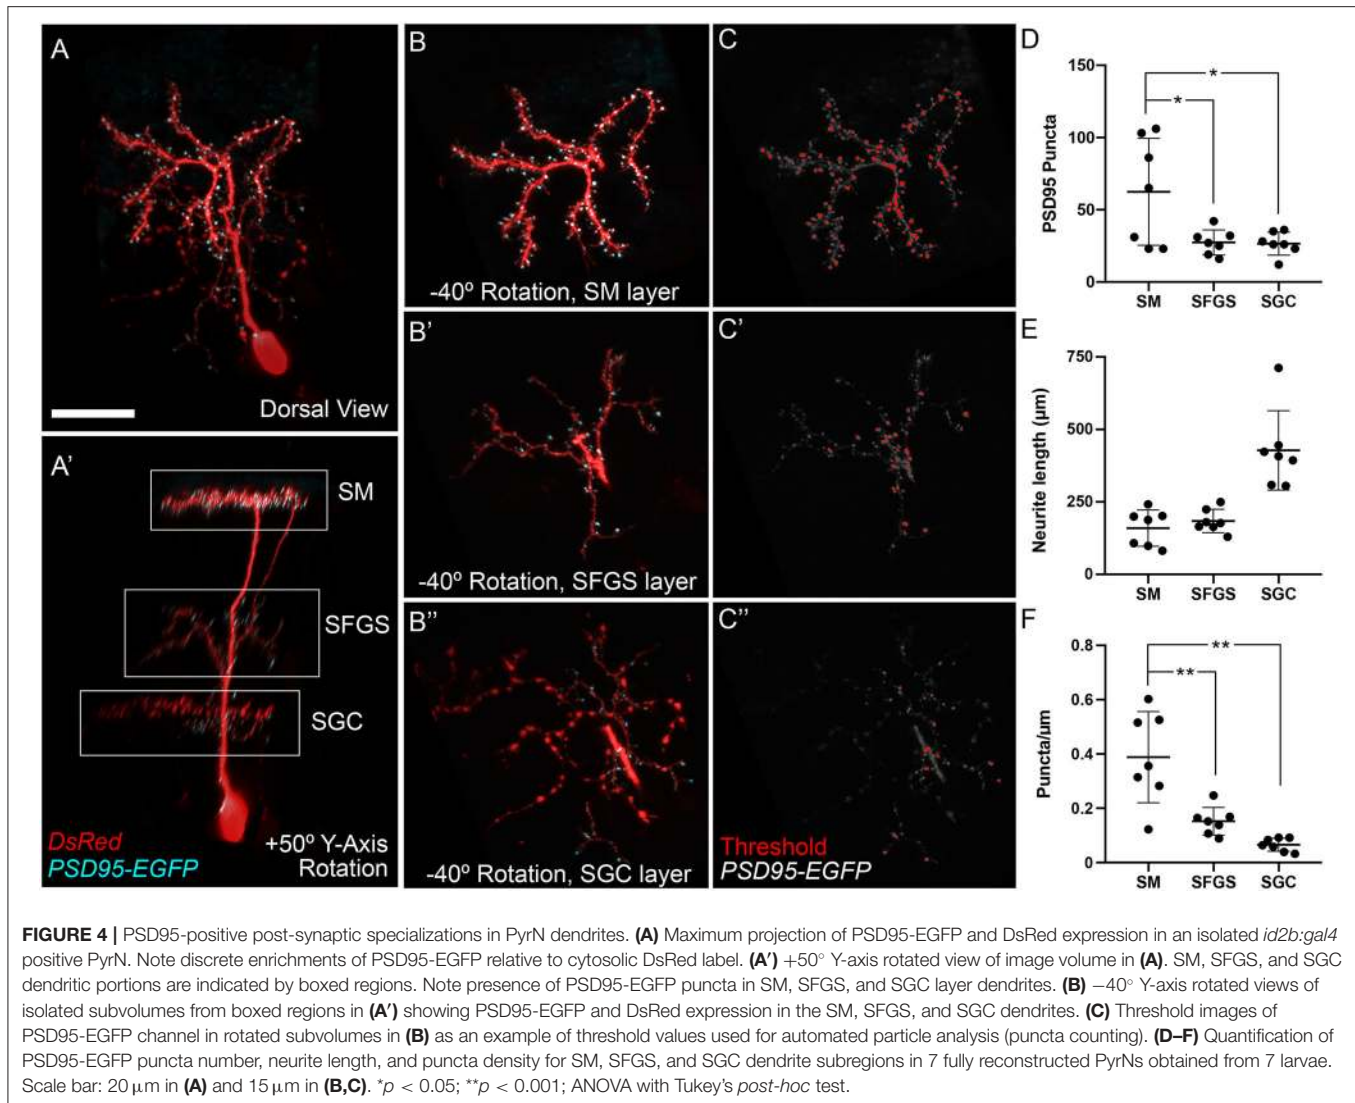 A
Dorsal View
A'
SM
SFGS
SGC
DsRed
PSD95-EGFP
+50º Y-Axis
Rotation
B
-40º Rotation, SM layer
B'
-40º Rotation, SFGS layer
B''
-40º Rotation, SGC layer
C
C'
C''
Threshold
PSD95-EGFP
D
PSD95 Puncta
150
100
50
0
*
*
SM SFGS SGC
E
Neurite length (µm)
750
500
250
0
SM SFGS SGC
F
Puncta/µm
0.8
0.6
0.4
0.2
0
**
**
SM SFGS SGC
FIGURE 4 | PSD95-positive post-synaptic specializations in PyrN dendrites. (A) Maximum projection of PSD95-EGFP and DsRed expression in an isolated id2b:gal4
positive PyrN. Note discrete enrichments of PSD95-EGFP relative to cytosolic DsRed label. (A′) +50° Y-axis rotated view of image volume in (A). SM, SFGS, and SGC
dendritic portions are indicated by boxed regions. Note presence of PSD95-EGFP puncta in SM, SFGS, and SGC layer dendrites. (B) −40° Y-axis rotated views of
isolated subvolumes from boxed regions in (A′) showing PSD95-EGFP and DsRed expression in the SM, SFGS, and SGC dendrites. (C) Threshold images of
PSD95-EGFP channel in rotated subvolumes in (B) as an example of threshold values used for automated particle analysis (puncta counting). (D–F) Quantification of
PSD95-EGFP puncta number, neurite length, and puncta density for SM, SFGS, and SGC dendrite subregions in 7 fully reconstructed PyrNs obtained from 7 larvae.
Scale bar: 20 µm in (A) and 15 µm in (B,C). *p < 0.05; **p < 0.001; ANOVA with Tukey's post-hoc test.